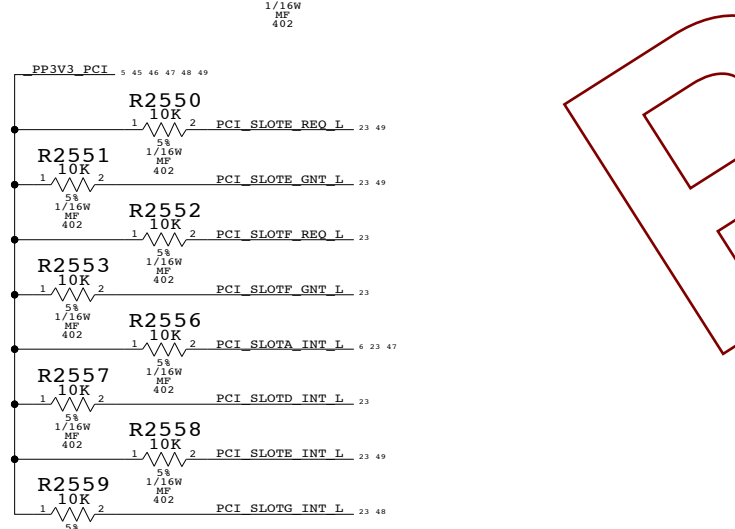 1/16W
MF
402
PP3V3_PCI 5 45 46 47 48 49
R2550
10K
1 2 PCI_SLOTE_REQ_L 23 49
5%
1/16W
MF
402
R2551
10K
1 2 PCI_SLOTE_GNT_L 23 49
5%
1/16W
MF
402
R2552
10K
1 2 PCI_SLOTF_REQ_L 23
5%
1/16W
MF
402
R2553
10K
1 2 PCI_SLOTF_GNT_L 23
5%
1/16W
MF
402
R2556
10K
1 2 PCI_SLOTA_INT_L 6 23 47
5%
1/16W
MF
402
R2557
10K
1 2 PCI_SLOTD_INT_L 23
5%
1/16W
MF
402
R2558
10K
1 2 PCI_SLOTE_INT_L 23 49
5%
1/16W
MF
402
R2559
10K
1 2 PCI_SLOTG_INT_L 23 48
5%